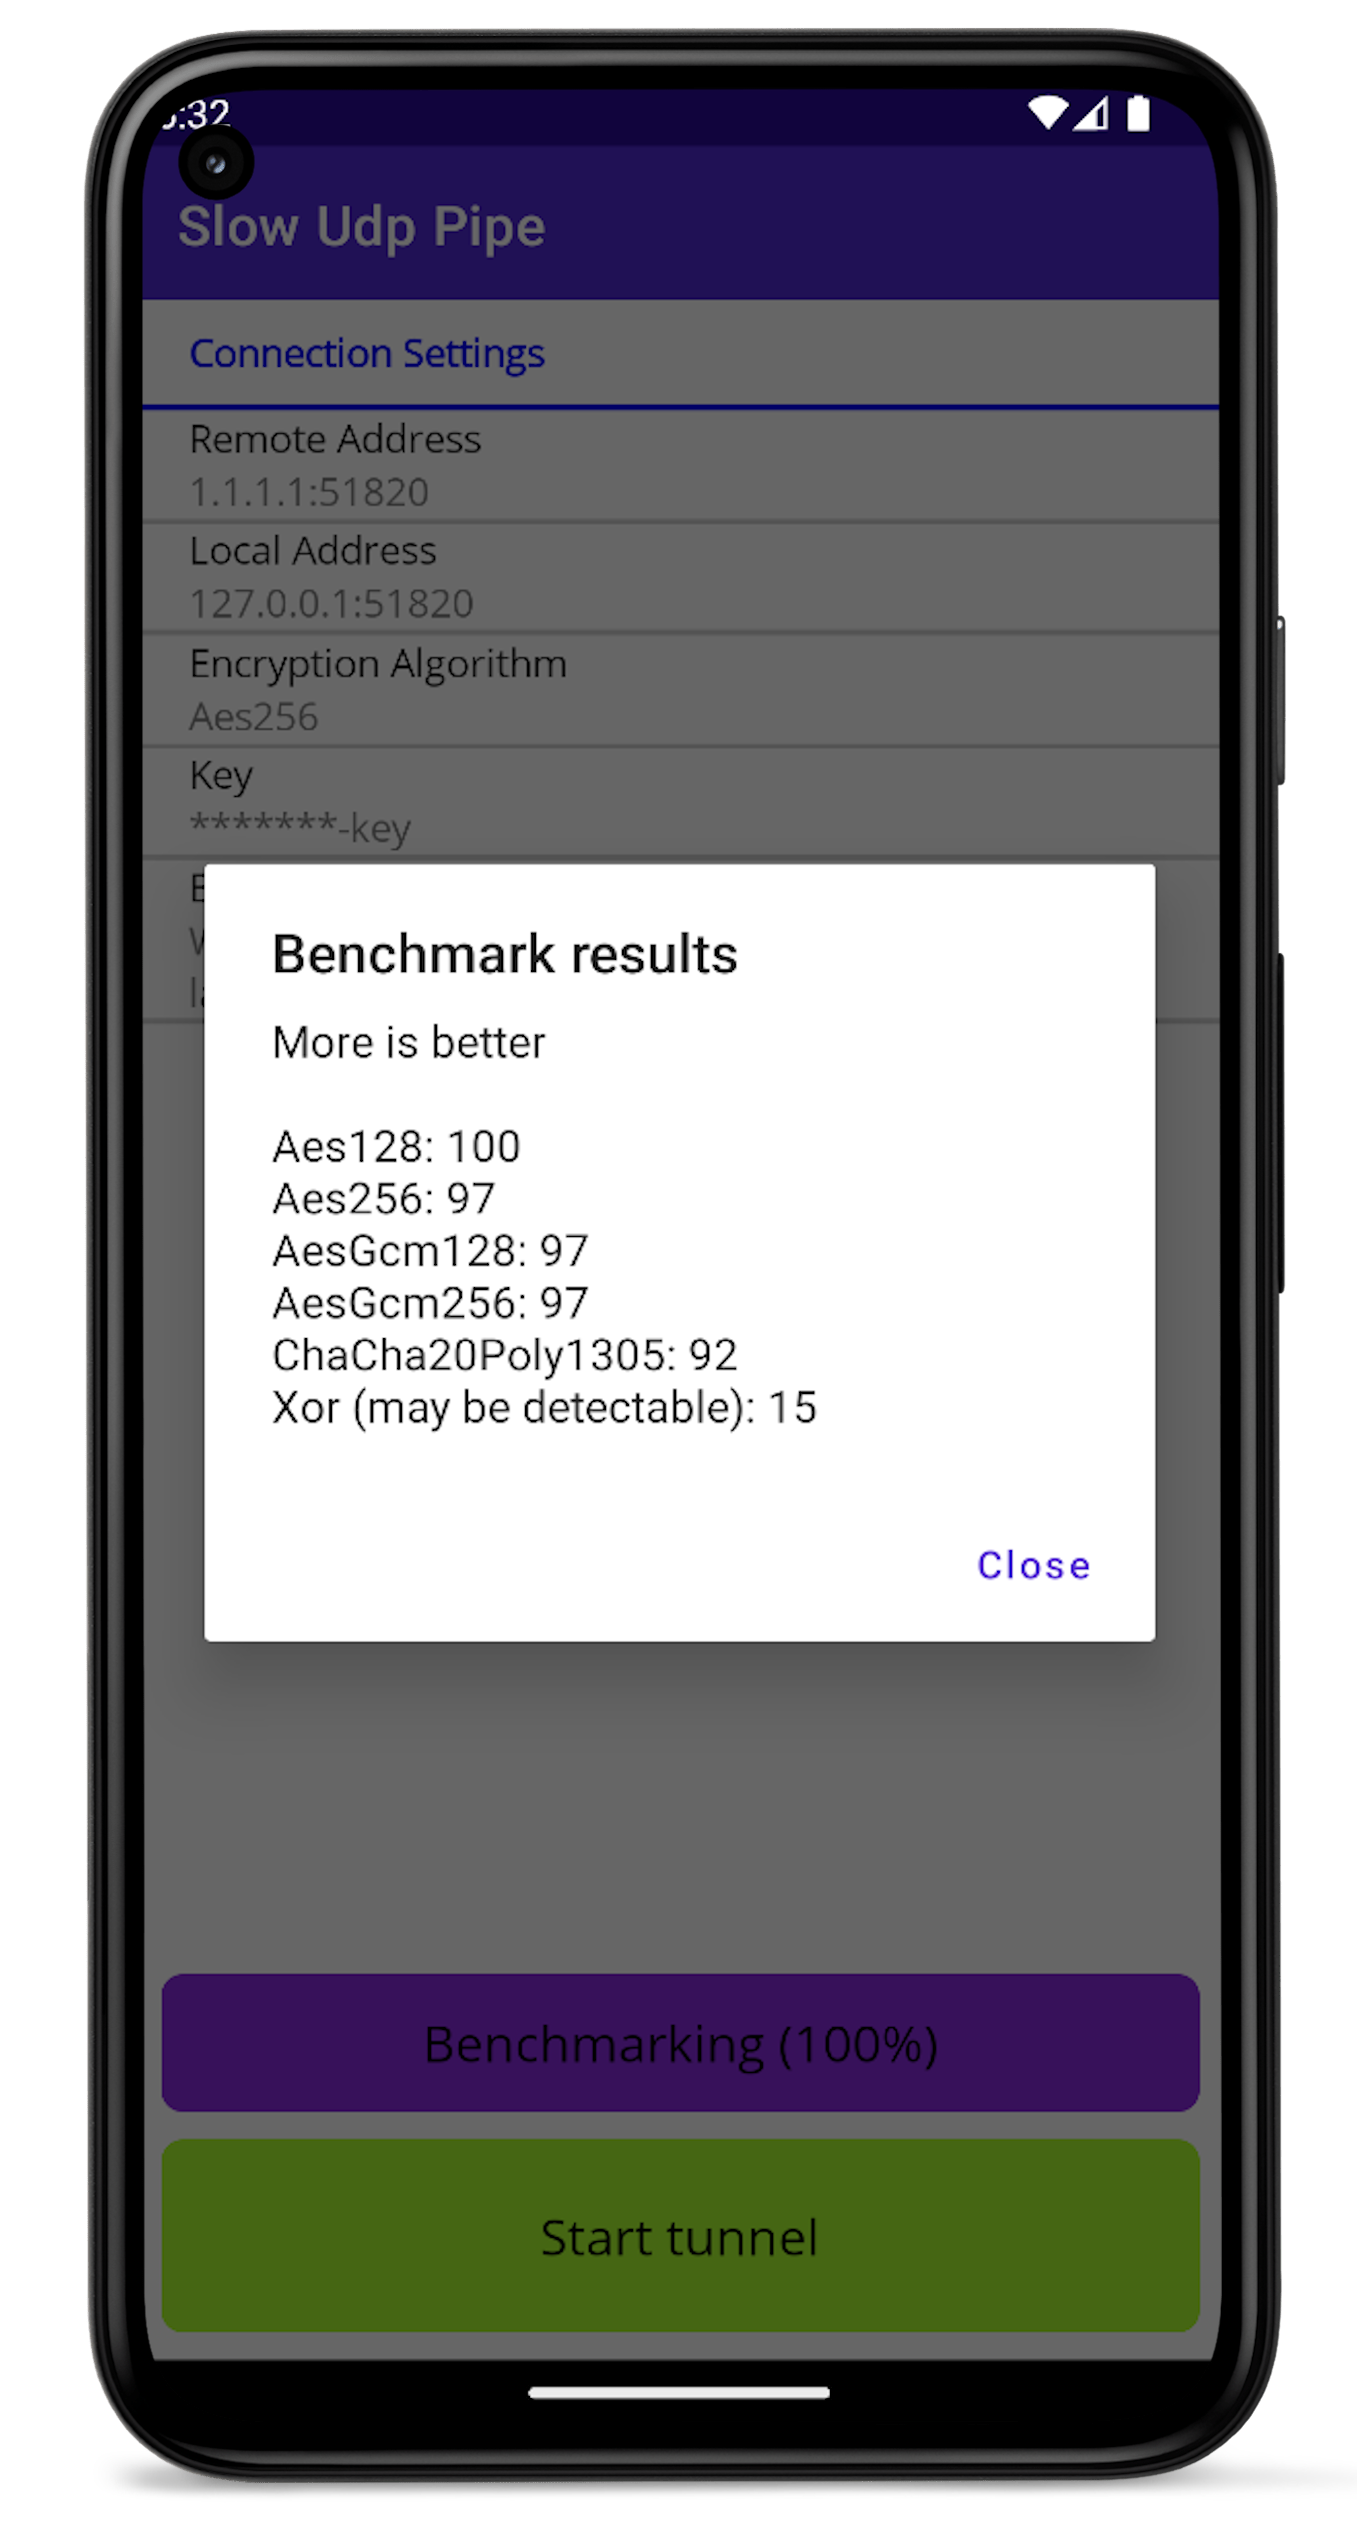 :32
Slow Udp Pipe
Connection Settings
Remote Address
1.1.1.1:51820
Local Address
127.0.0.1:51820
Encryption Algorithm
Aes256
Key
*******-key
Benchmark results
More is better
Aes128: 100
Aes256: 97
AesGcm128: 97
AesGcm256: 97
ChaCha20Poly1305: 92
Xor (may be detectable): 15
Close
Benchmarking (100%)
Start tunnel